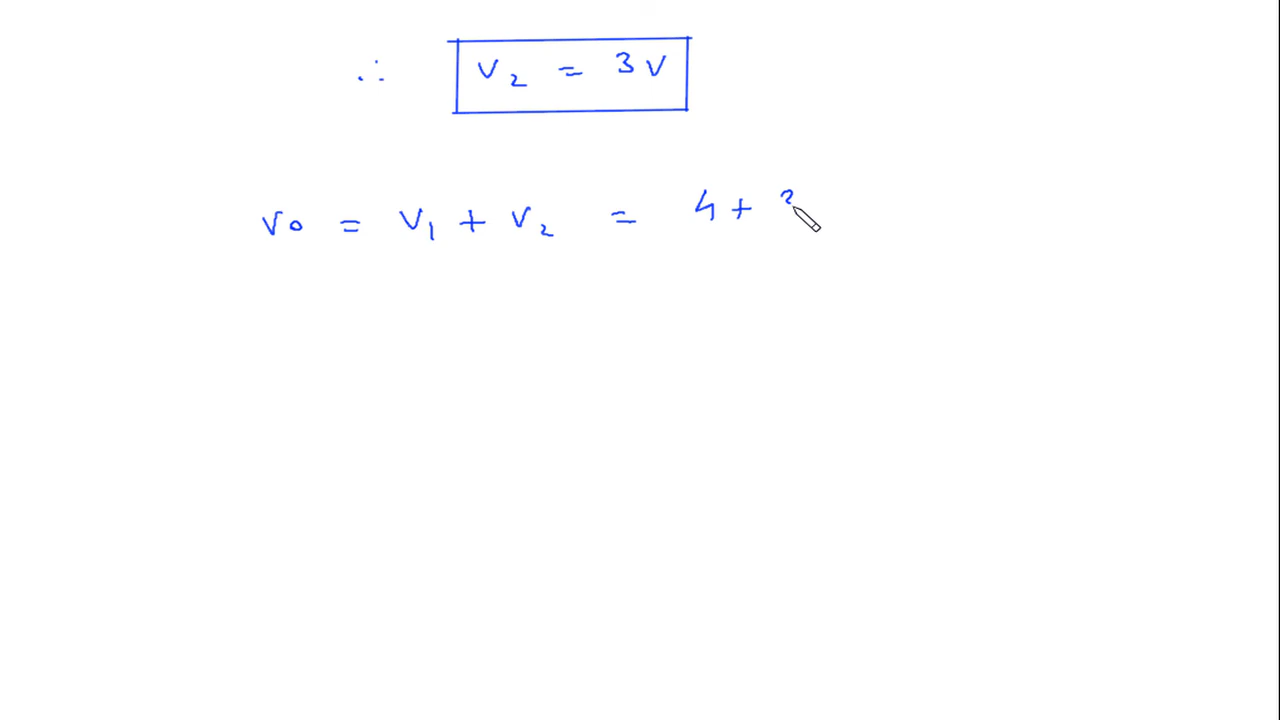 ∴ V₂ = 3V
Vo = V₁ + V₂ = 4 +